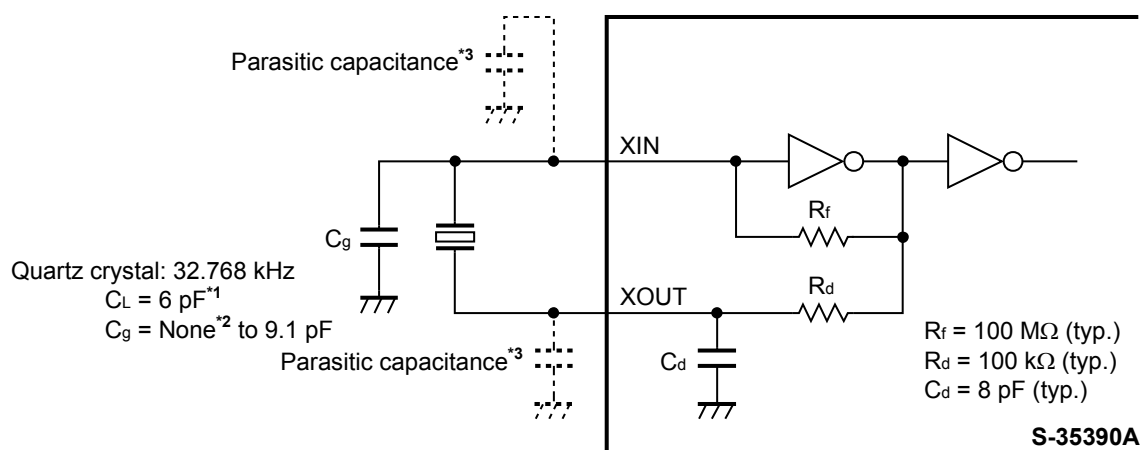 Parasitic capacitance*3
XIN
Rf
Cg
Quartz crystal: 32.768 kHz
CL = 6 pF*1
Cg = None*2 to 9.1 pF
XOUT
Rd
Parasitic capacitance*3
Cd
Rf = 100 MΩ (typ.)
Rd = 100 kΩ (typ.)
Cd = 8 pF (typ.)
S-35390A